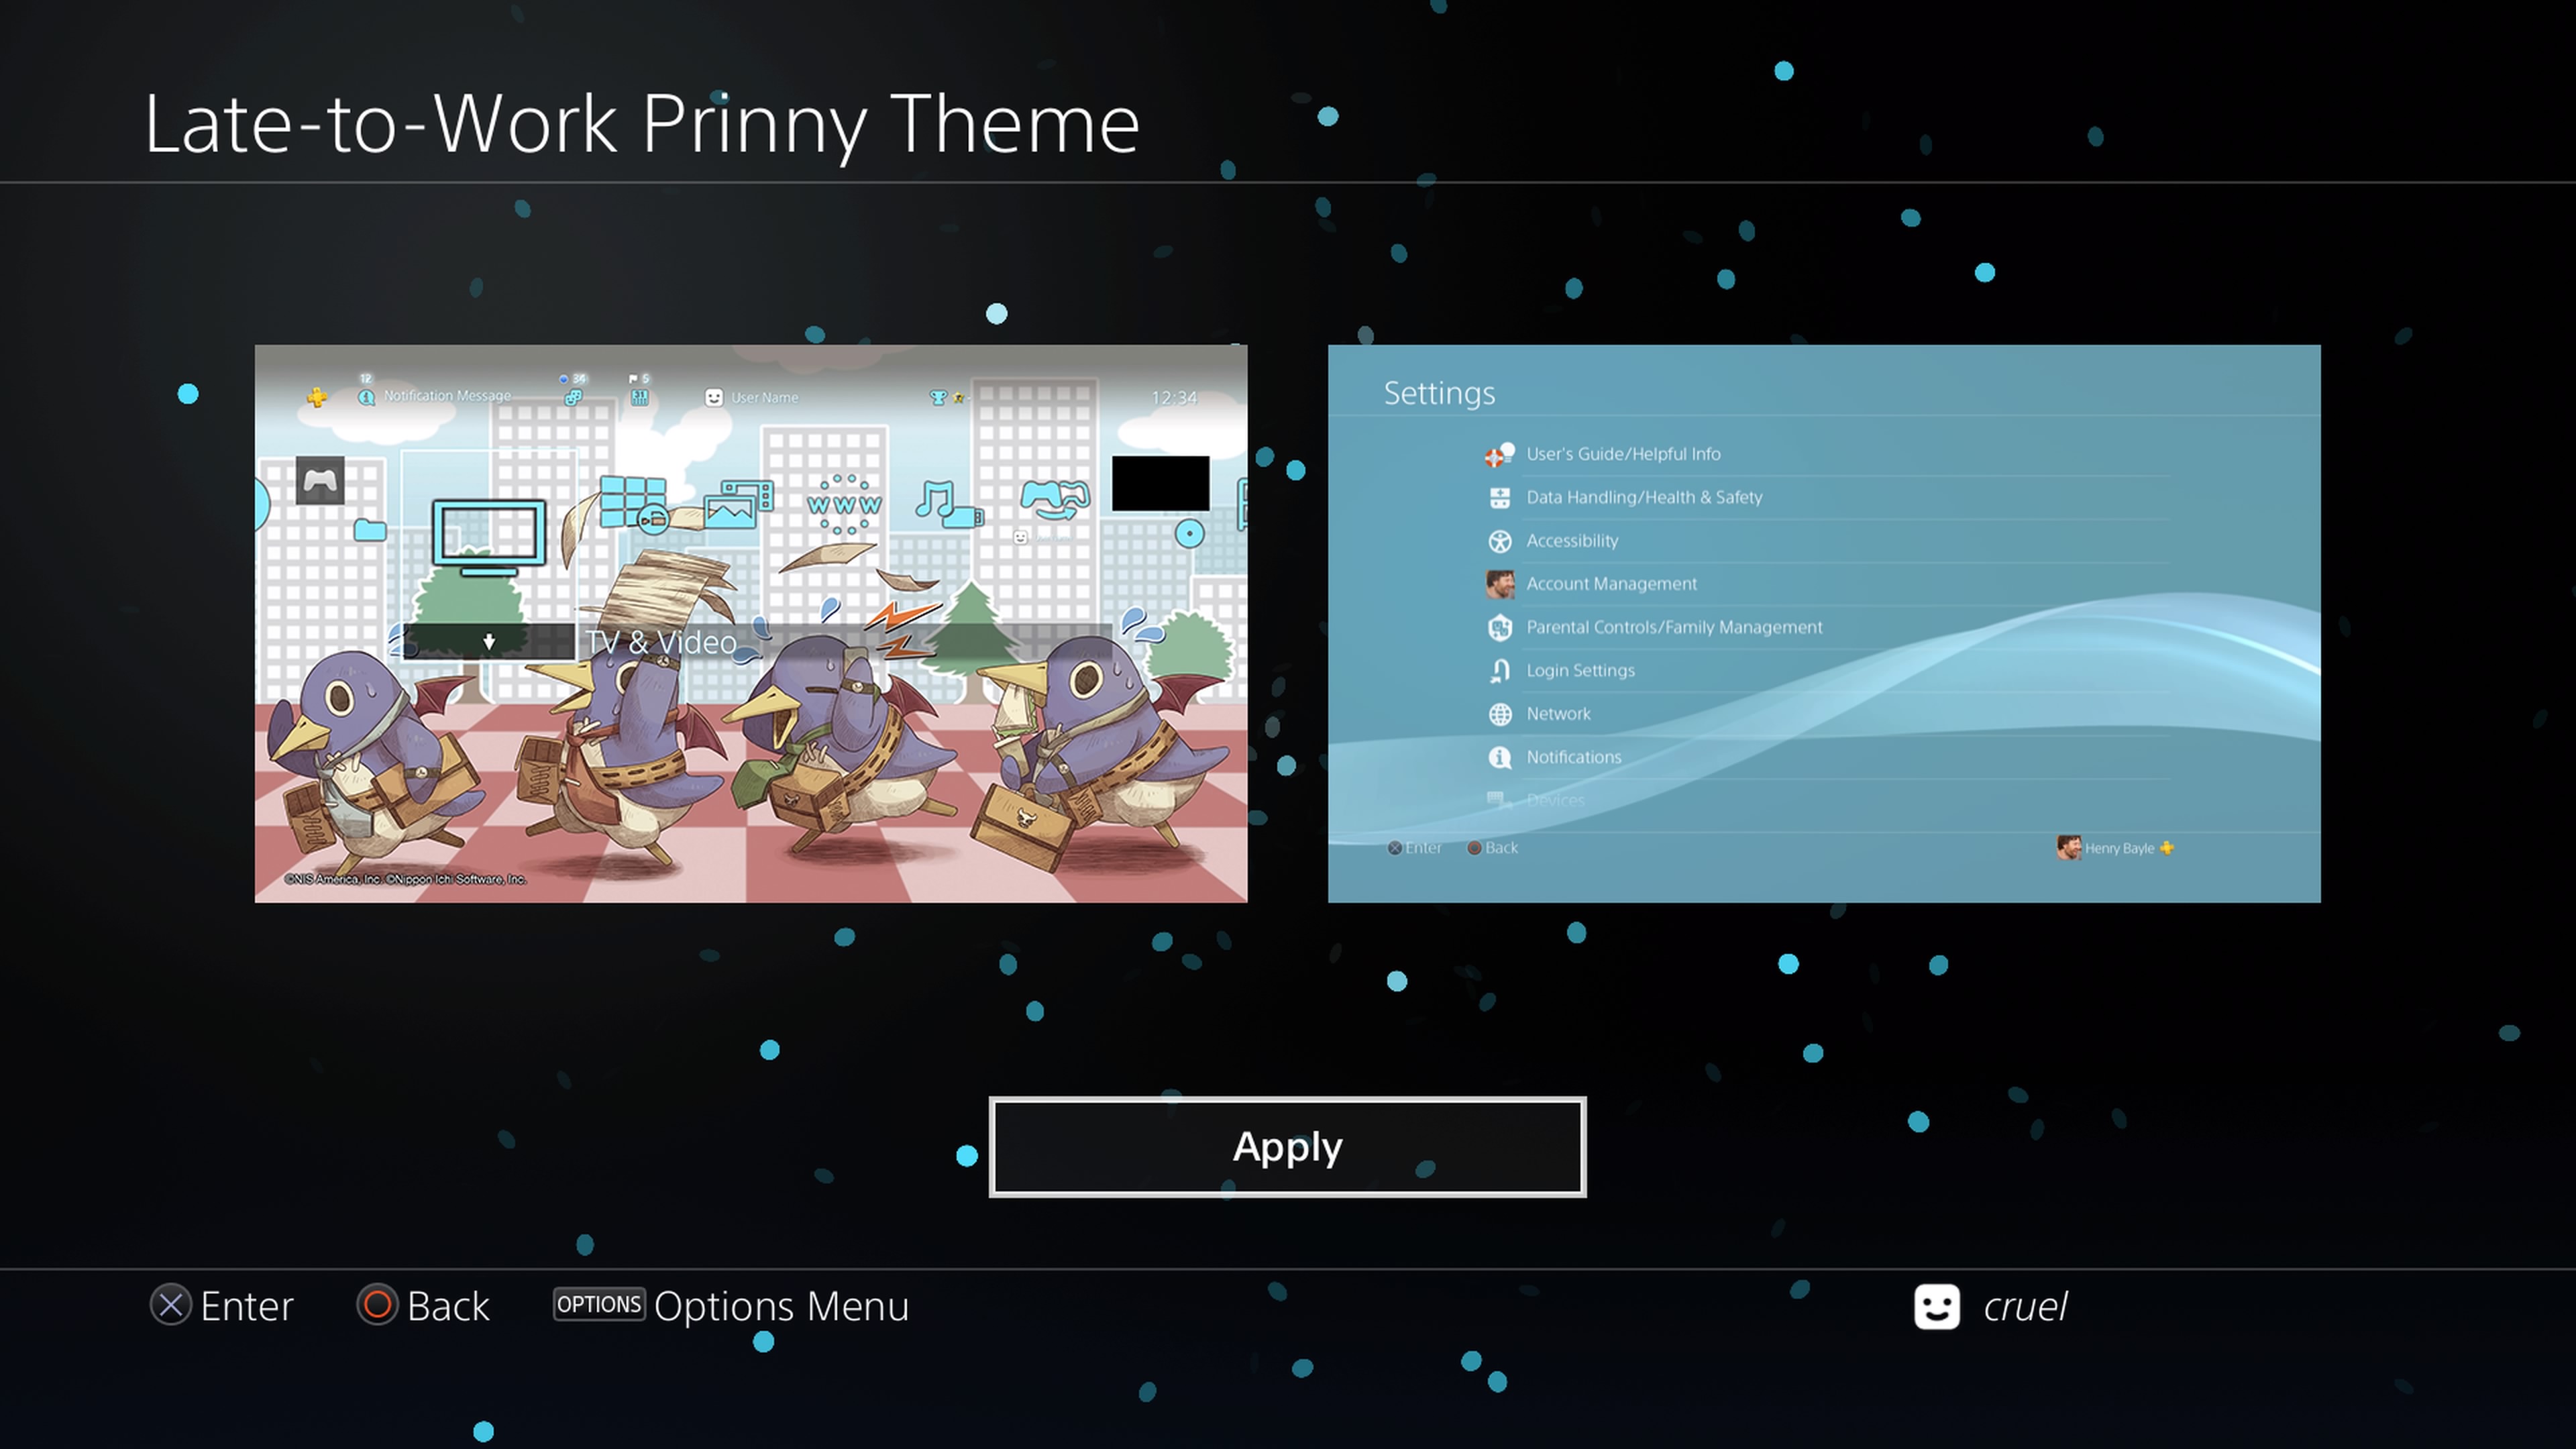 Late-to-Work Prinny Theme
12
34
5
Notification Message
User Name
12:34
WWW
TV & Video
©NIS America, Inc. ©Nippon Ichi Software, Inc.
Settings
User's Guide/Helpful Info
Data Handling/Health & Safety
Accessibility
Account Management
Parental Controls/Family Management
Login Settings
Network
Notifications
Devices
Enter
Back
Henry Bayle
Apply
Enter
Back
OPTIONS Options Menu
cruel